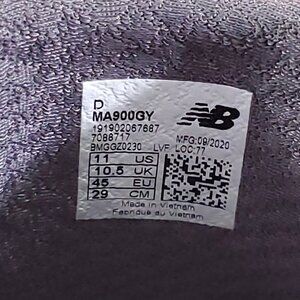 D
MA900GY
191902067687
7088717
BMGGZ0230 LVF
NB
MFG:09/2020
LOC:77
11 US
10.5 UK
45 EU
29 CM
Made in Vietnam
Fabriqué au Vietnam